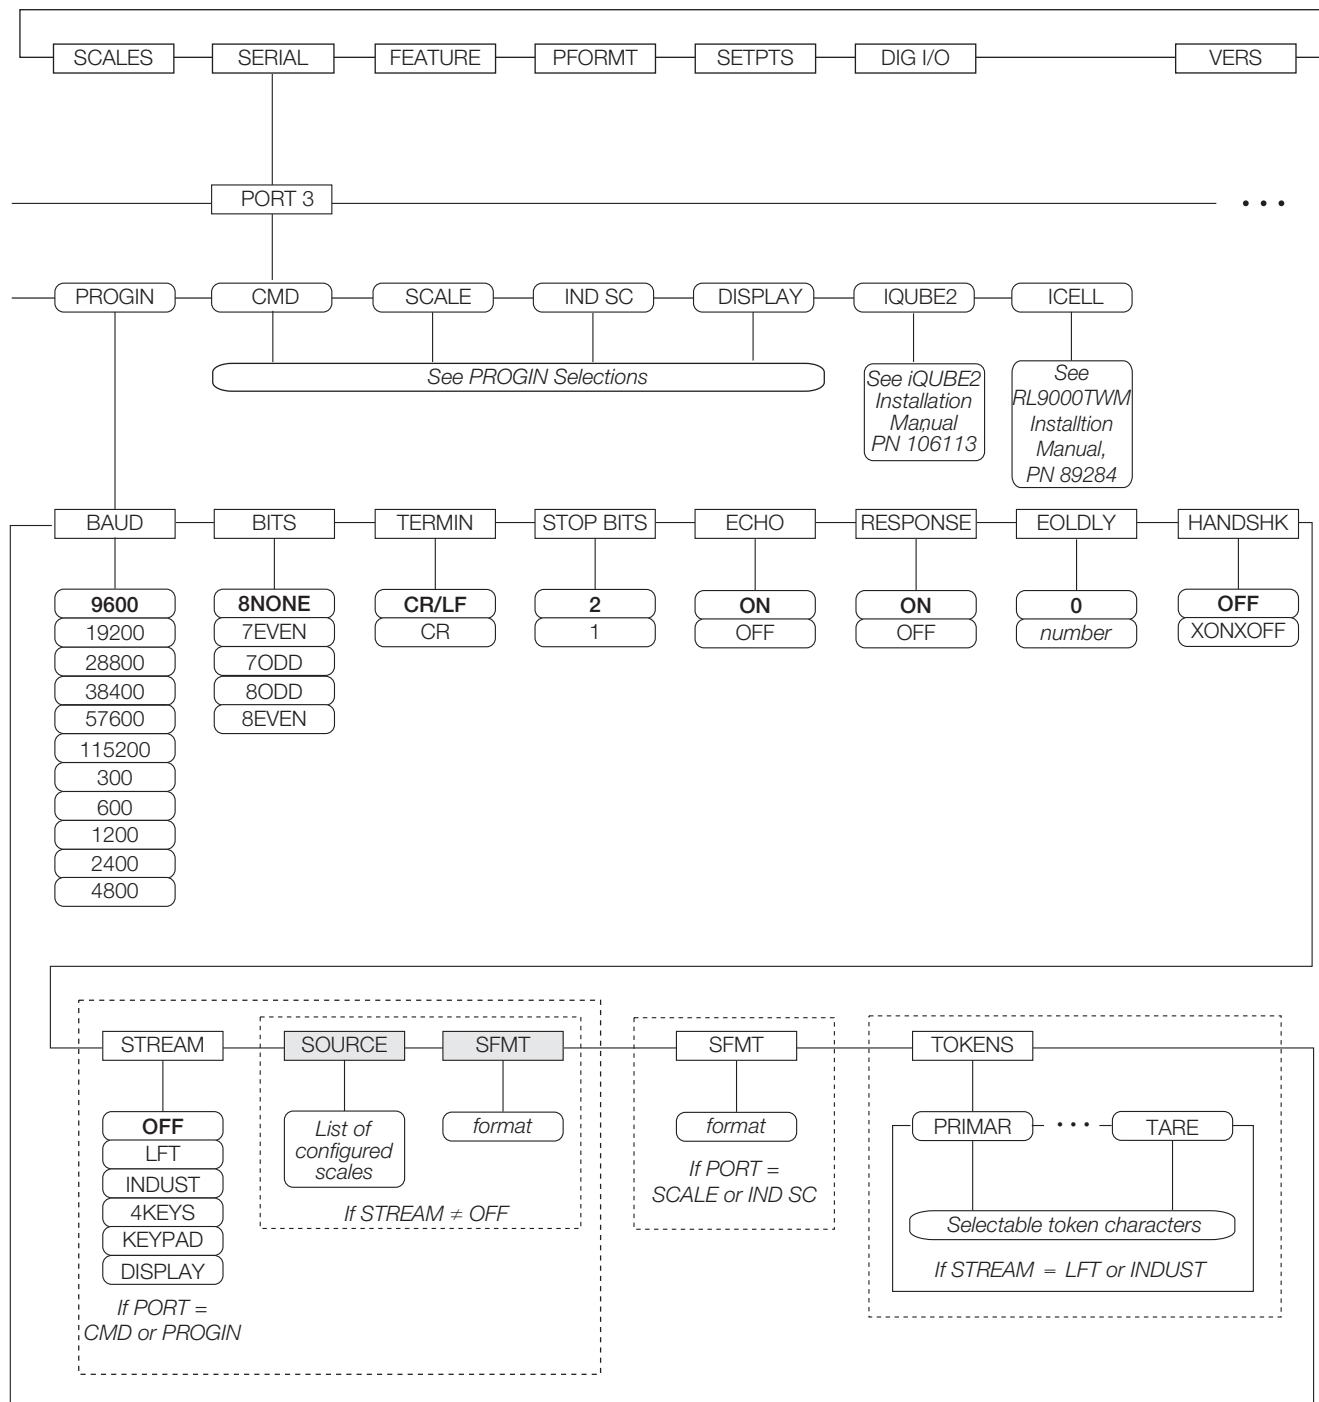 SCALES SERIAL FEATURE PFORMT SETPTS DIG I/O VERS
PORT 3 • • •
PROGIN CMD SCALE IND SC DISPLAY IQUBE2 ICELL
See PROGIN Selections
See iQUBE2
Installation
Manual,
PN 106113
See
RL9000TWM
Installtion
Manual,
PN 89284
BAUD BITS TERMIN STOP BITS ECHO RESPONSE EOLDLY HANDSHK
9600 8NONE CR/LF 2 ON ON 0 OFF
19200 7EVEN CR 1 OFF OFF number XONXOFF
28800 7ODD
38400 8ODD
57600 8EVEN
115200
300
600
1200
2400
4800
STREAM SOURCE SFMT SFMT TOKENS
OFF
LFT
INDUST
4KEYS
KEYPAD
DISPLAY
If PORT =
CMD or PROGIN
List of
configured
scales
format
If STREAM ≠ OFF
format
If PORT =
SCALE or IND SC
PRIMAR • • • TARE
Selectable token characters
If STREAM = LFT or INDUST